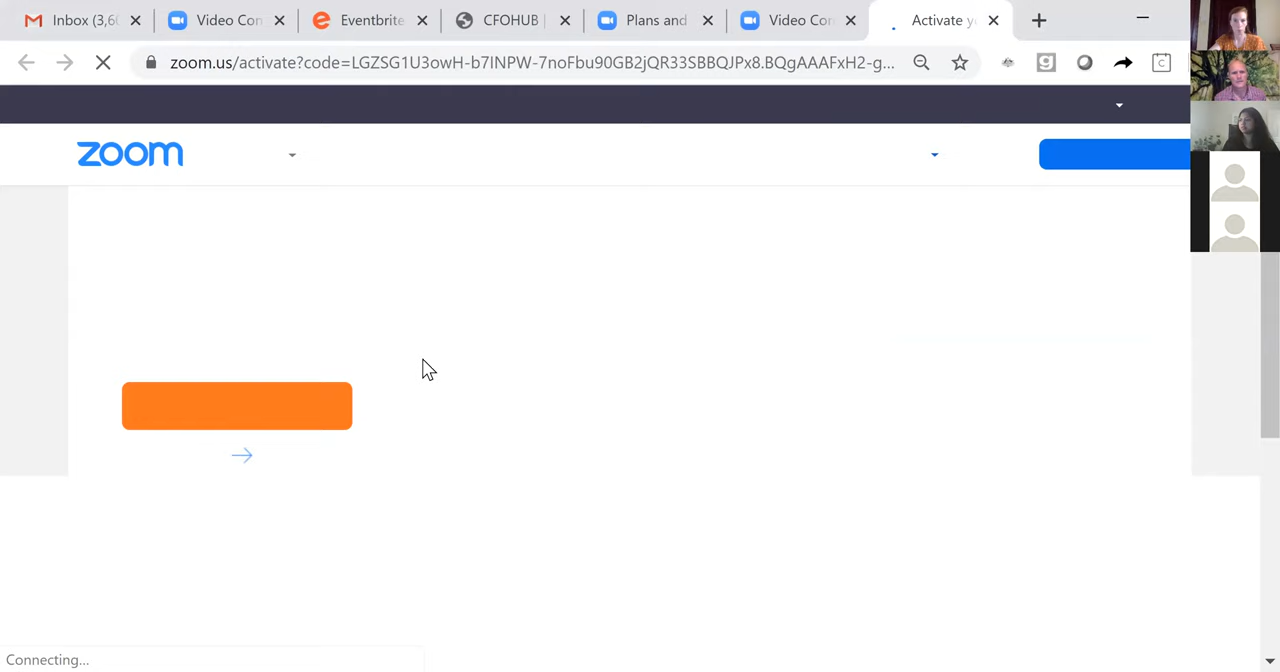 Inbox (3,6
Video Con
Eventbrite
CFOHUB
Plans and
Video Con
Activate y
zoom.us/activate?code=LGZSG1U3owH-b7INPW-7noFbu90GB2jQR33SBBQJPx8.BQgAAAFxH2-g...
zoom
Connecting...